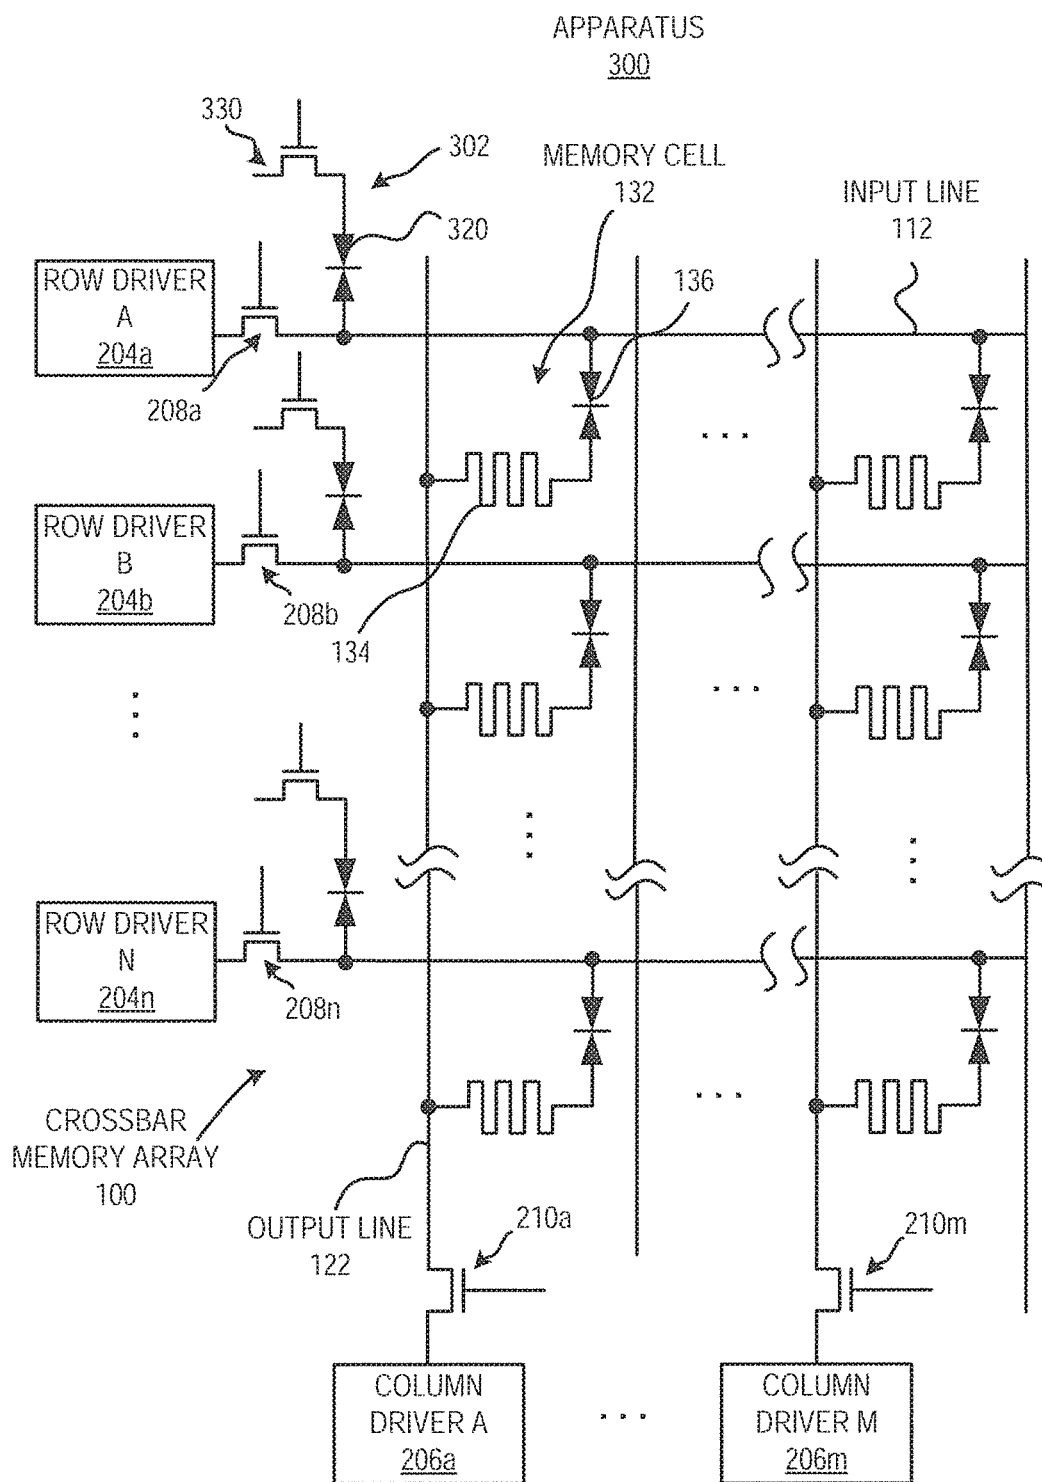 APPARATUS
300
330
302
MEMORY CELL
132
INPUT LINE
112
320
136
ROW DRIVER
A
204a
208a
ROW DRIVER
B
204b
208b
134
ROW DRIVER
N
204n
208n
CROSSBAR
MEMORY ARRAY
100
OUTPUT LINE
122
210a
210m
COLUMN
DRIVER A
206a
COLUMN
DRIVER M
206m